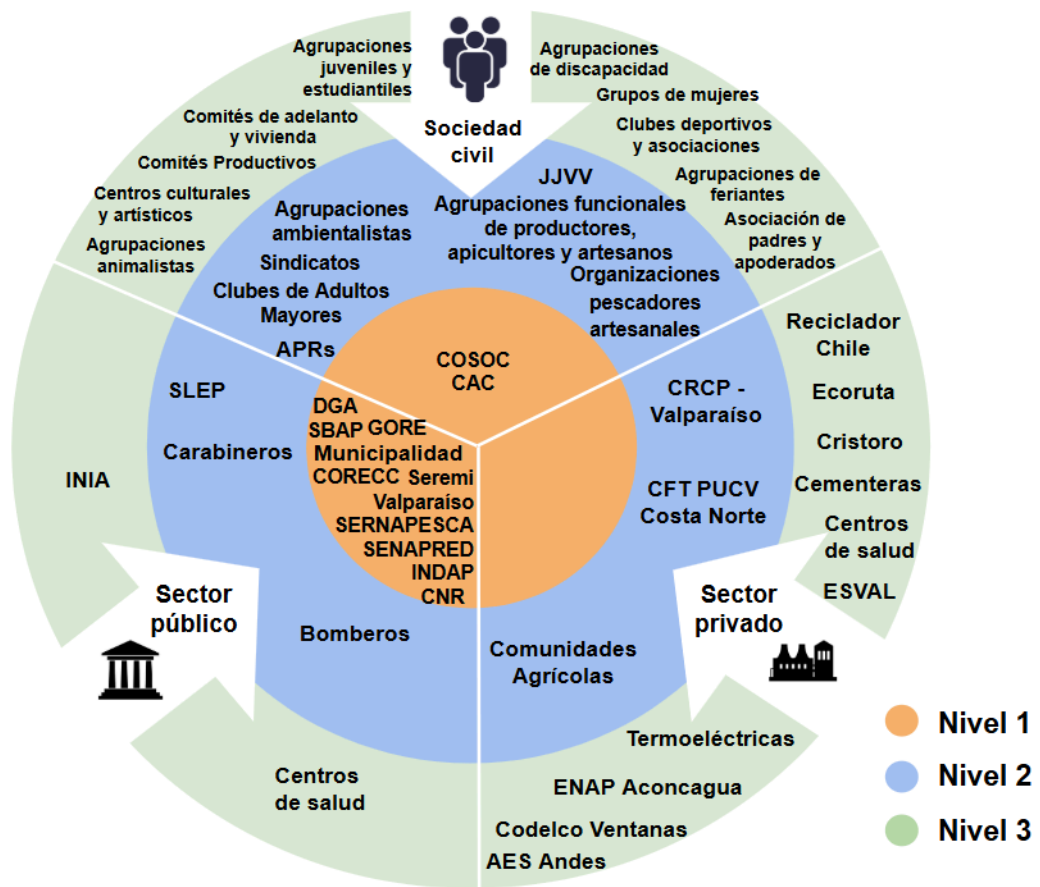 Agrupaciones
juveniles y
estudiantiles
Comités de adelanto
y vivienda
Comités Productivos
Centros culturales
y artísticos
Agrupaciones
animalistas
Sociedad
civil
Agrupaciones
de discapacidad
Grupos de mujeres
Clubes deportivos
y asociaciones
Agrupaciones de
feriantes
Asociación de
padres y
apoderados
Agrupaciones
ambientalistas
Sindicatos
Clubes de Adultos
Mayores
APRs
JJVV
Agrupaciones funcionales
de productores,
apicultores y artesanos
Organizaciones
pescadores
artesanales
COSOC
CAC
SLEP
Carabineros
INIA
DGA
SBAP GORE
Municipalidad
CORECC Seremi
Valparaíso
SERNAPESCA
SENAPRED
INDAP
CNR
Sector
público
Bomberos
Centros
de salud
CRCP -
Valparaíso
CFT PUCV
Costa Norte
Reciclador
Chile
Ecoruta
Cristoro
Cementeras
Centros
de salud
ESVAL
Sector
privado
Comunidades
Agrícolas
Termoeléctricas
ENAP Aconcagua
Codelco Ventanas
AES Andes
Nivel 1
Nivel 2
Nivel 3